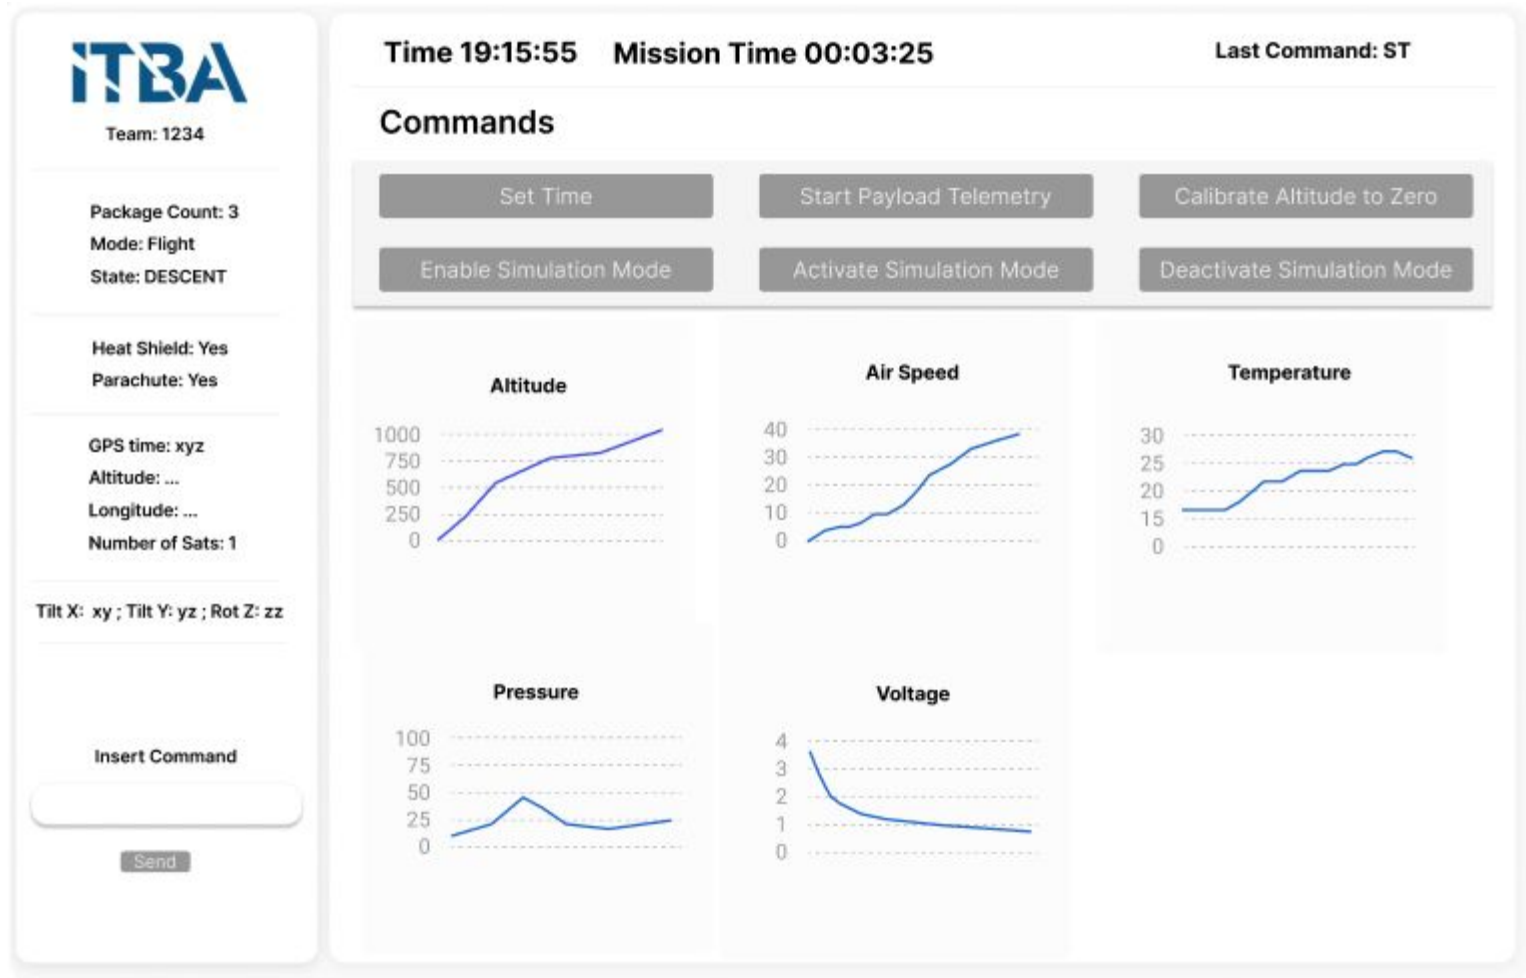 ITBA
Team: 1234
Package Count: 3
Mode: Flight
State: DESCENT
Heat Shield: Yes
Parachute: Yes
GPS time: xyz
Altitude: ...
Longitude: ...
Number of Sats: 1
Tilt X: xy ; Tilt Y: yz ; Rot Z: zz
Insert Command
Send
Time 19:15:55 Mission Time 00:03:25 Last Command: ST
Commands
Set Time Start Payload Telemetry Calibrate Altitude to Zero
Enable Simulation Mode Activate Simulation Mode Deactivate Simulation Mode
Altitude
1000
750
500
250
0
Air Speed
40
30
20
10
0
Temperature
30
25
20
15
0
Pressure
100
75
50
25
0
Voltage
4
3
2
1
0